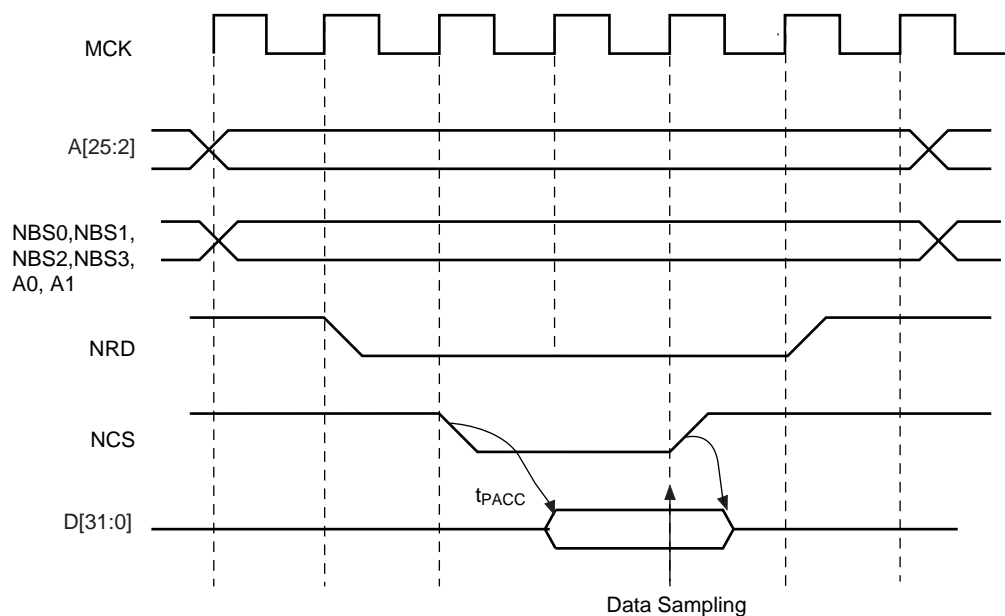 MCK
A[25:2]
NBS0,NBS1,
NBS2,NBS3,
A0, A1
NRD
NCS
tPACC
D[31:0]
Data Sampling